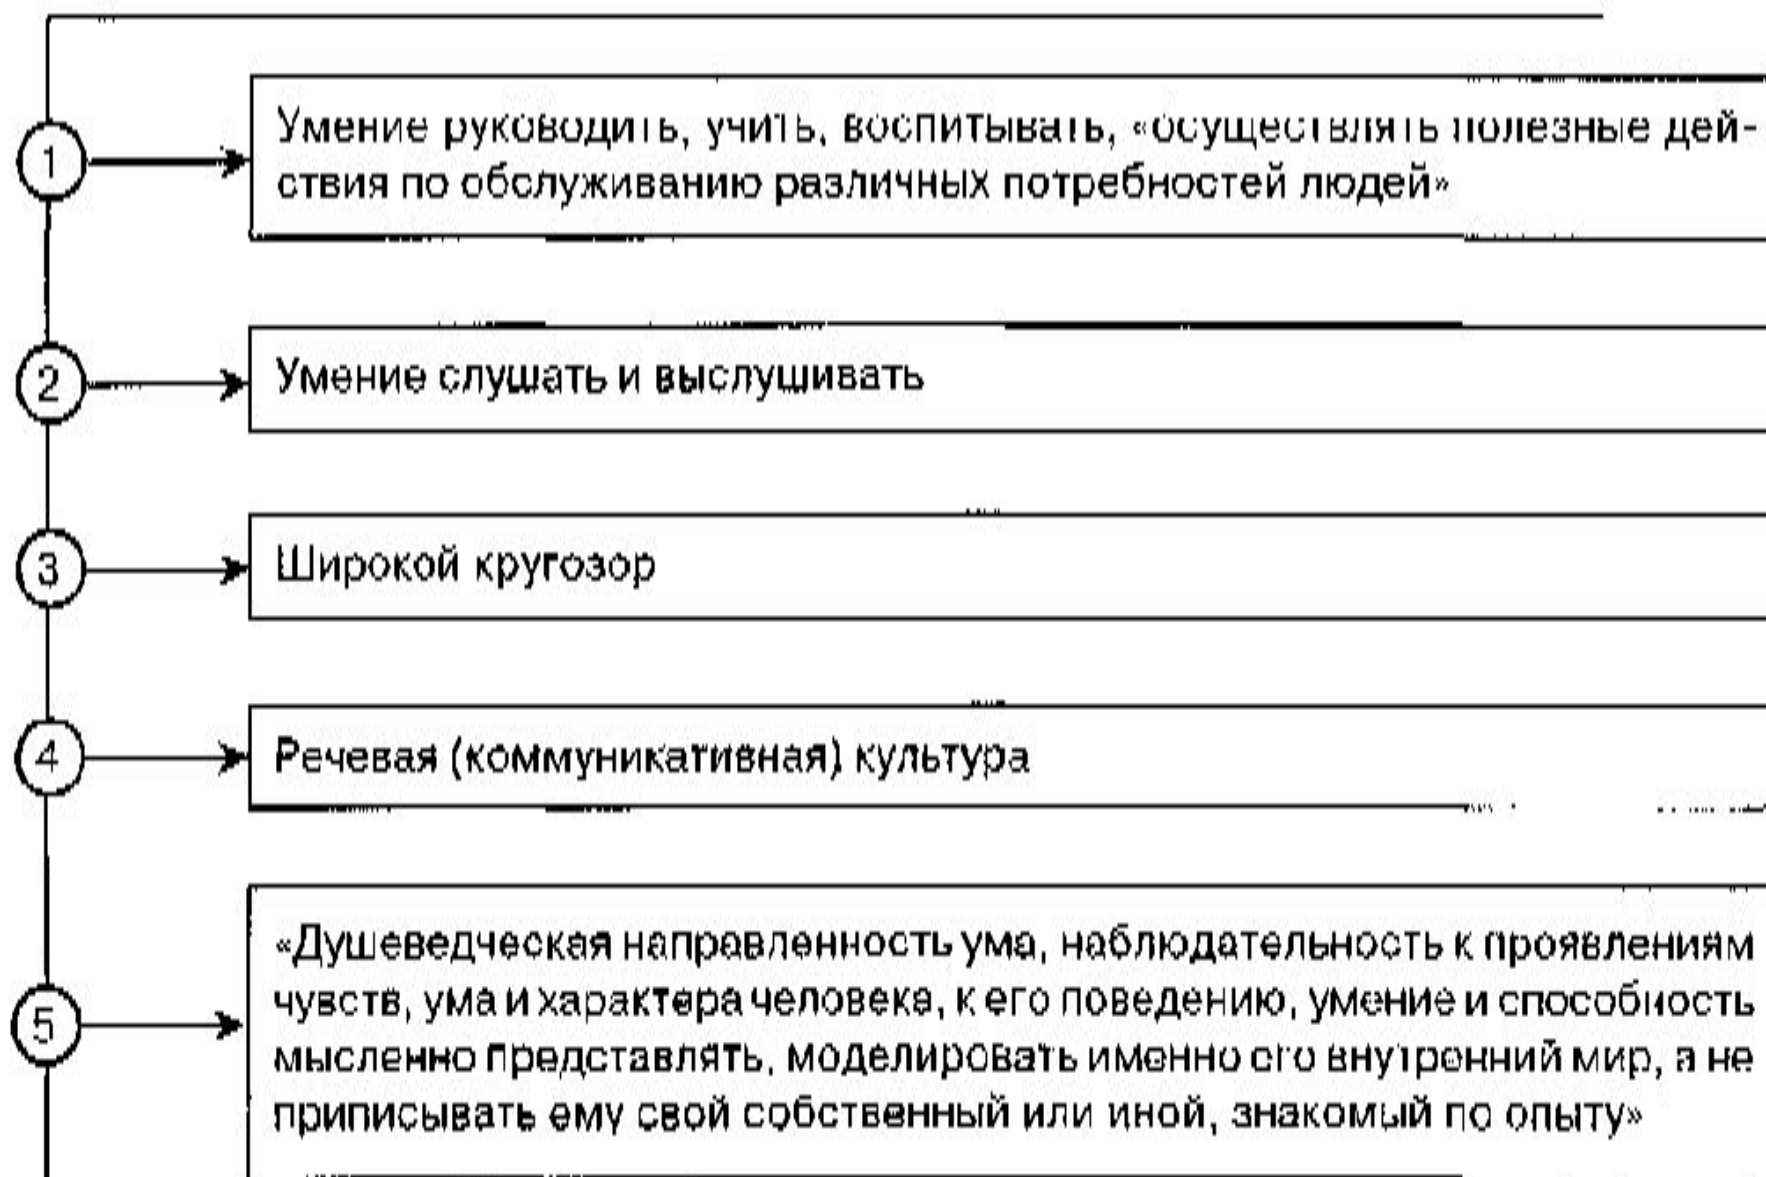 1
Умение руководить, учить, воспитывать, «осуществлять полезные дей-
ствия по обслуживанию различных потребностей людей»
2
Умение слушать и выслушивать
3
Широкой кругозор
4
Речевая (коммуникативная) культура
5
«Душеведческая направленность ума, наблюдательность к проявлениям
чувств, ума и характера человека, к его поведению, умение и способность
мысленно представлять, моделировать именно его внутренний мир, а не
приписывать ему свой собственный или иной, знакомый по опыту»